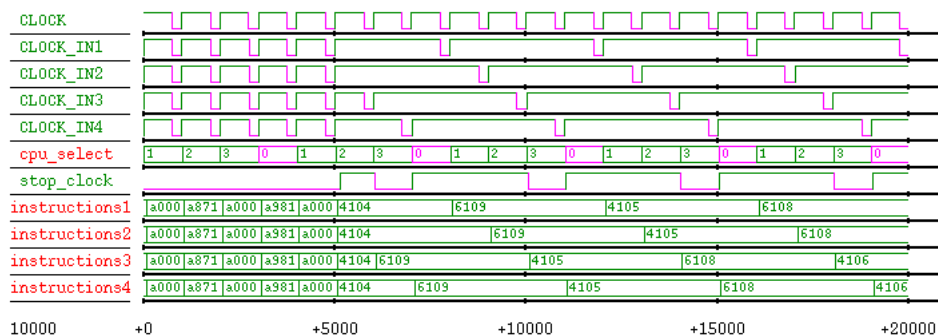 CLOCK
CLOCK_IN1
CLOCK_IN2
CLOCK_IN3
CLOCK_IN4
cpu_select 1 2 3 0 1 2 3 0 1 2 3 0 1 2 3 0 1 2 3 0
stop_clock
instructions1 a000 a871 a000 a981 a000 4104 6109 4105 6108
instructions2 a000 a871 a000 a981 a000 4104 6109 4105 6108
instructions3 a000 a871 a000 a981 a000 4104 6109 4105 6108 4106
instructions4 a000 a871 a000 a981 a000 4104 6109 4105 6108 4106
10000 +0 +5000 +10000 +15000 +20000